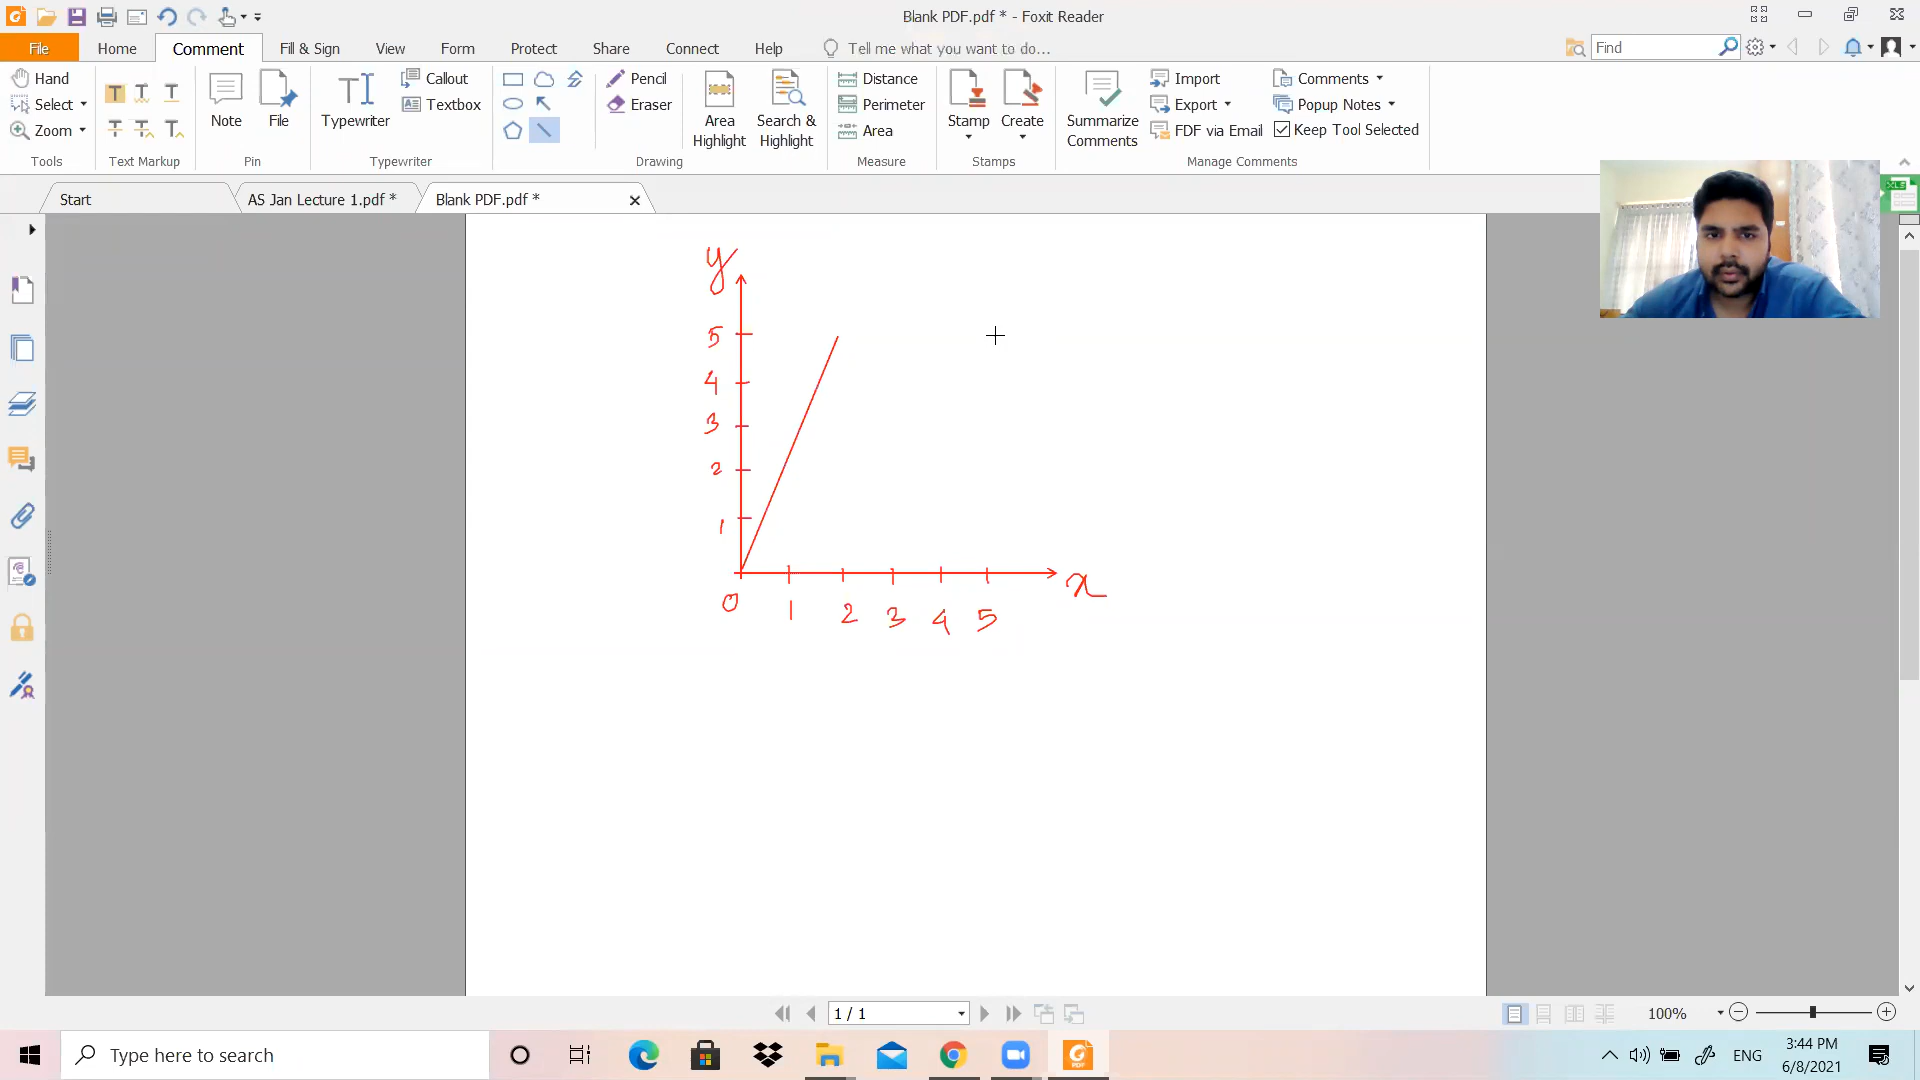 Blank PDF.pdf * - Foxit Reader
File Home Comment Fill & Sign View Form Protect Share Connect Help Tell me what you want to do... Find
Hand
Select
Zoom
Tools
Text Markup
Note
File
Pin
Typewriter
Callout
Textbox
Typewriter
Pencil
Eraser
Drawing
Area
Highlight
Search &
Highlight
Distance
Perimeter
Area
Measure
Stamp
Create
Stamps
Summarize
Comments
Import
Export
FDF via Email
Comments
Popup Notes
Keep Tool Selected
Manage Comments
Start
AS Jan Lecture 1.pdf *
Blank PDF.pdf *
XLS
y
5
4
3
2
1
0 1 2 3 4 5
x
1 / 1
100%
Type here to search
PDF
ENG
3:44 PM
6/8/2021